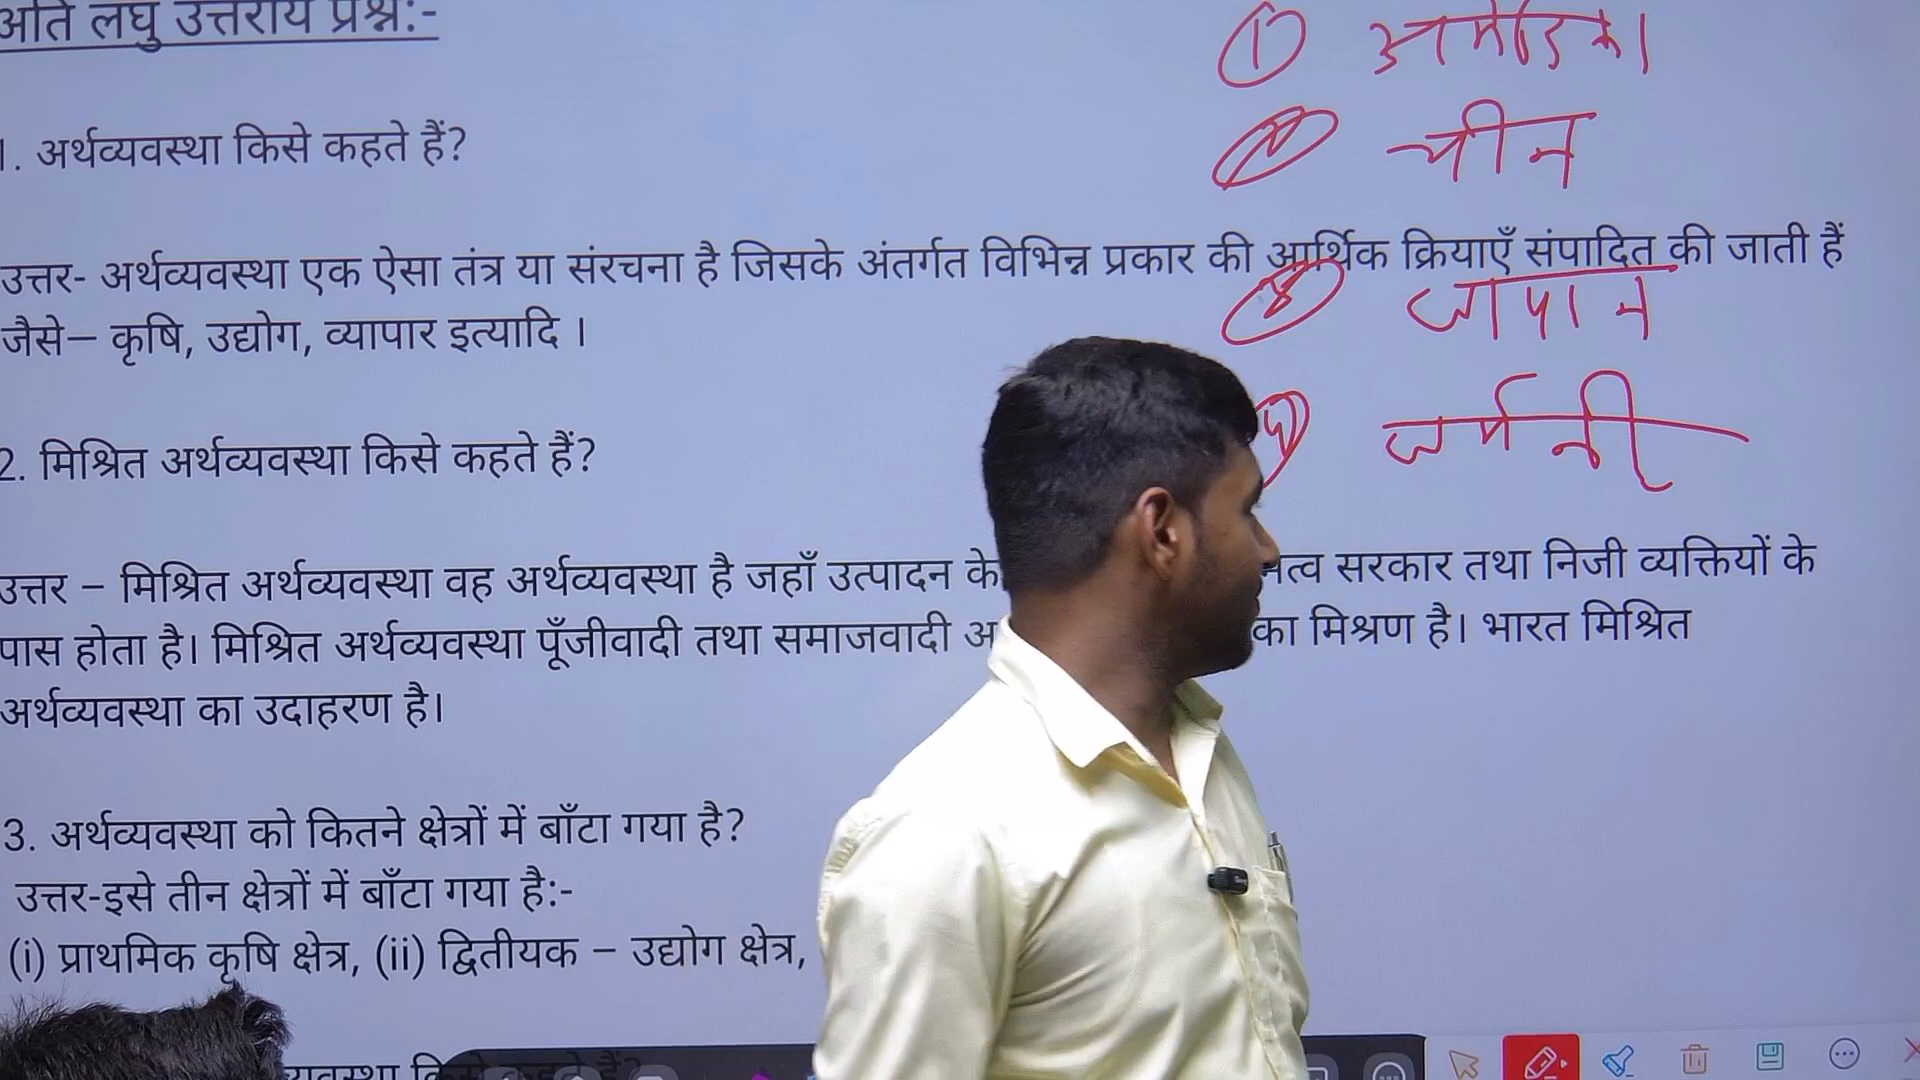 अति लघु उत्तरीय प्रश्न:-
① अमेरिका
चीन
1. अर्थव्यवस्था किसे कहते हैं?
उत्तर- अर्थव्यवस्था एक ऐसा तंत्र या संरचना है जिसके अंतर्गत विभिन्न प्रकार की आर्थिक क्रियाएँ संपादित की जाती हैं
जैसे– कृषि, उद्योग, व्यापार इत्यादि ।
जापान
जर्मनी
2. मिश्रित अर्थव्यवस्था किसे कहते हैं?
उत्तर – मिश्रित अर्थव्यवस्था वह अर्थव्यवस्था है जहाँ उत्पादन के सरकार तथा निजी व्यक्तियों के
पास होता है। मिश्रित अर्थव्यवस्था पूँजीवादी तथा समाजवादी का मिश्रण है। भारत मिश्रित
अर्थव्यवस्था का उदाहरण है।
3. अर्थव्यवस्था को कितने क्षेत्रों में बाँटा गया है?
उत्तर-इसे तीन क्षेत्रों में बाँटा गया है:-
(i) प्राथमिक कृषि क्षेत्र, (ii) द्वितीयक – उद्योग क्षेत्र,